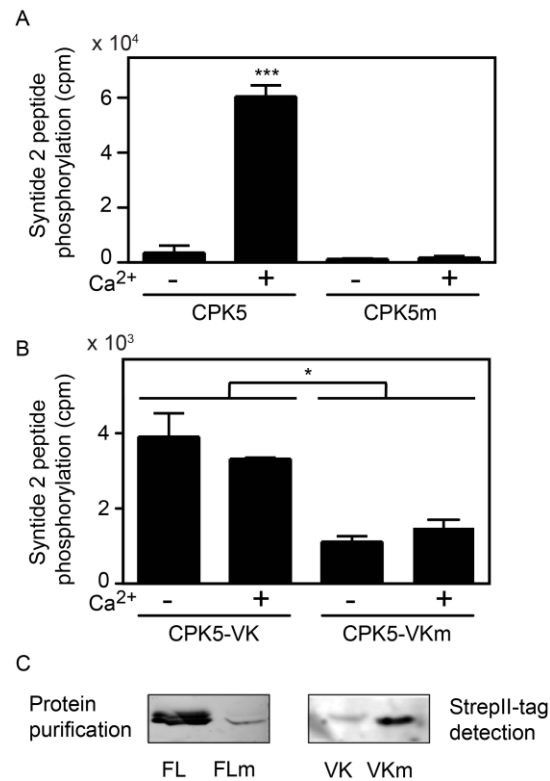 A
x 10⁴
Syntide 2 peptide
phosphorylation (cpm)
6
4
2
0
***
Ca²⁺
- + - +
CPK5 CPK5m
B
x 10³
Syntide 2 peptide
phosphorylation (cpm)
4
2
0
*
Ca²⁺
- + - +
CPK5-VK CPK5-VKm
C
Protein
purification
StrepII-tag
detection
FL FLm VK VKm